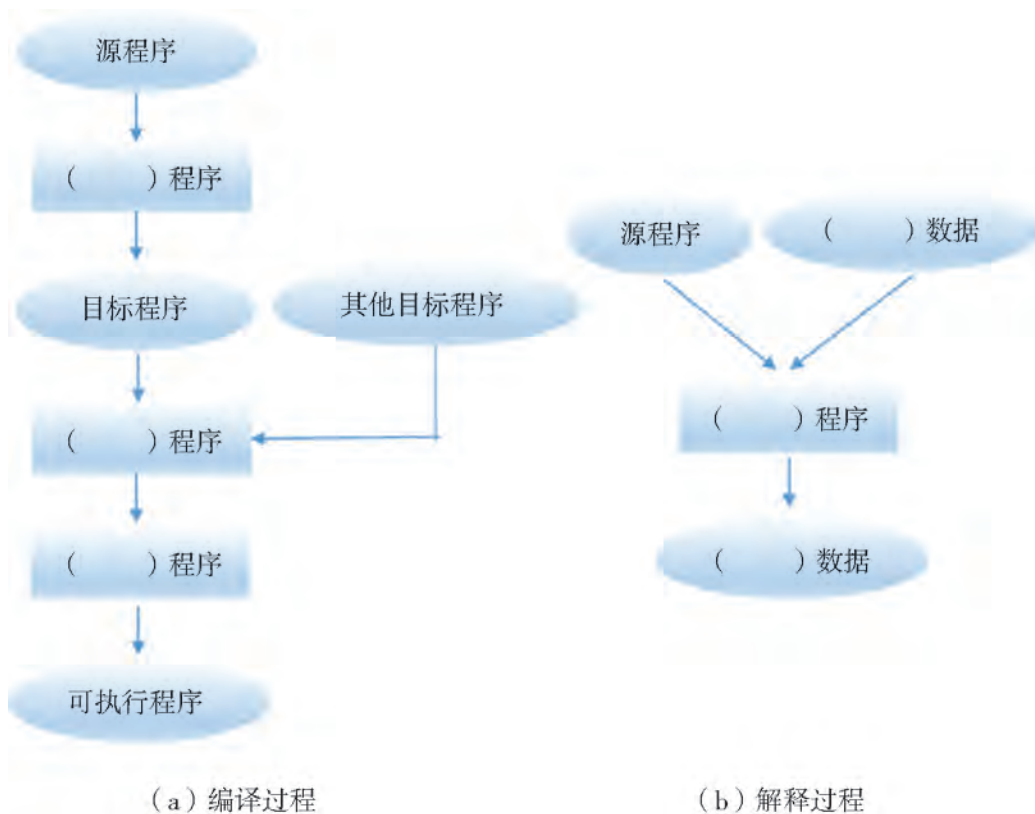 源程序
（ ）程序
目标程序
其他目标程序
（ ）程序
（ ）程序
可执行程序
（a）编译过程
源程序
（ ）数据
（ ）程序
（ ）数据
（b）解释过程